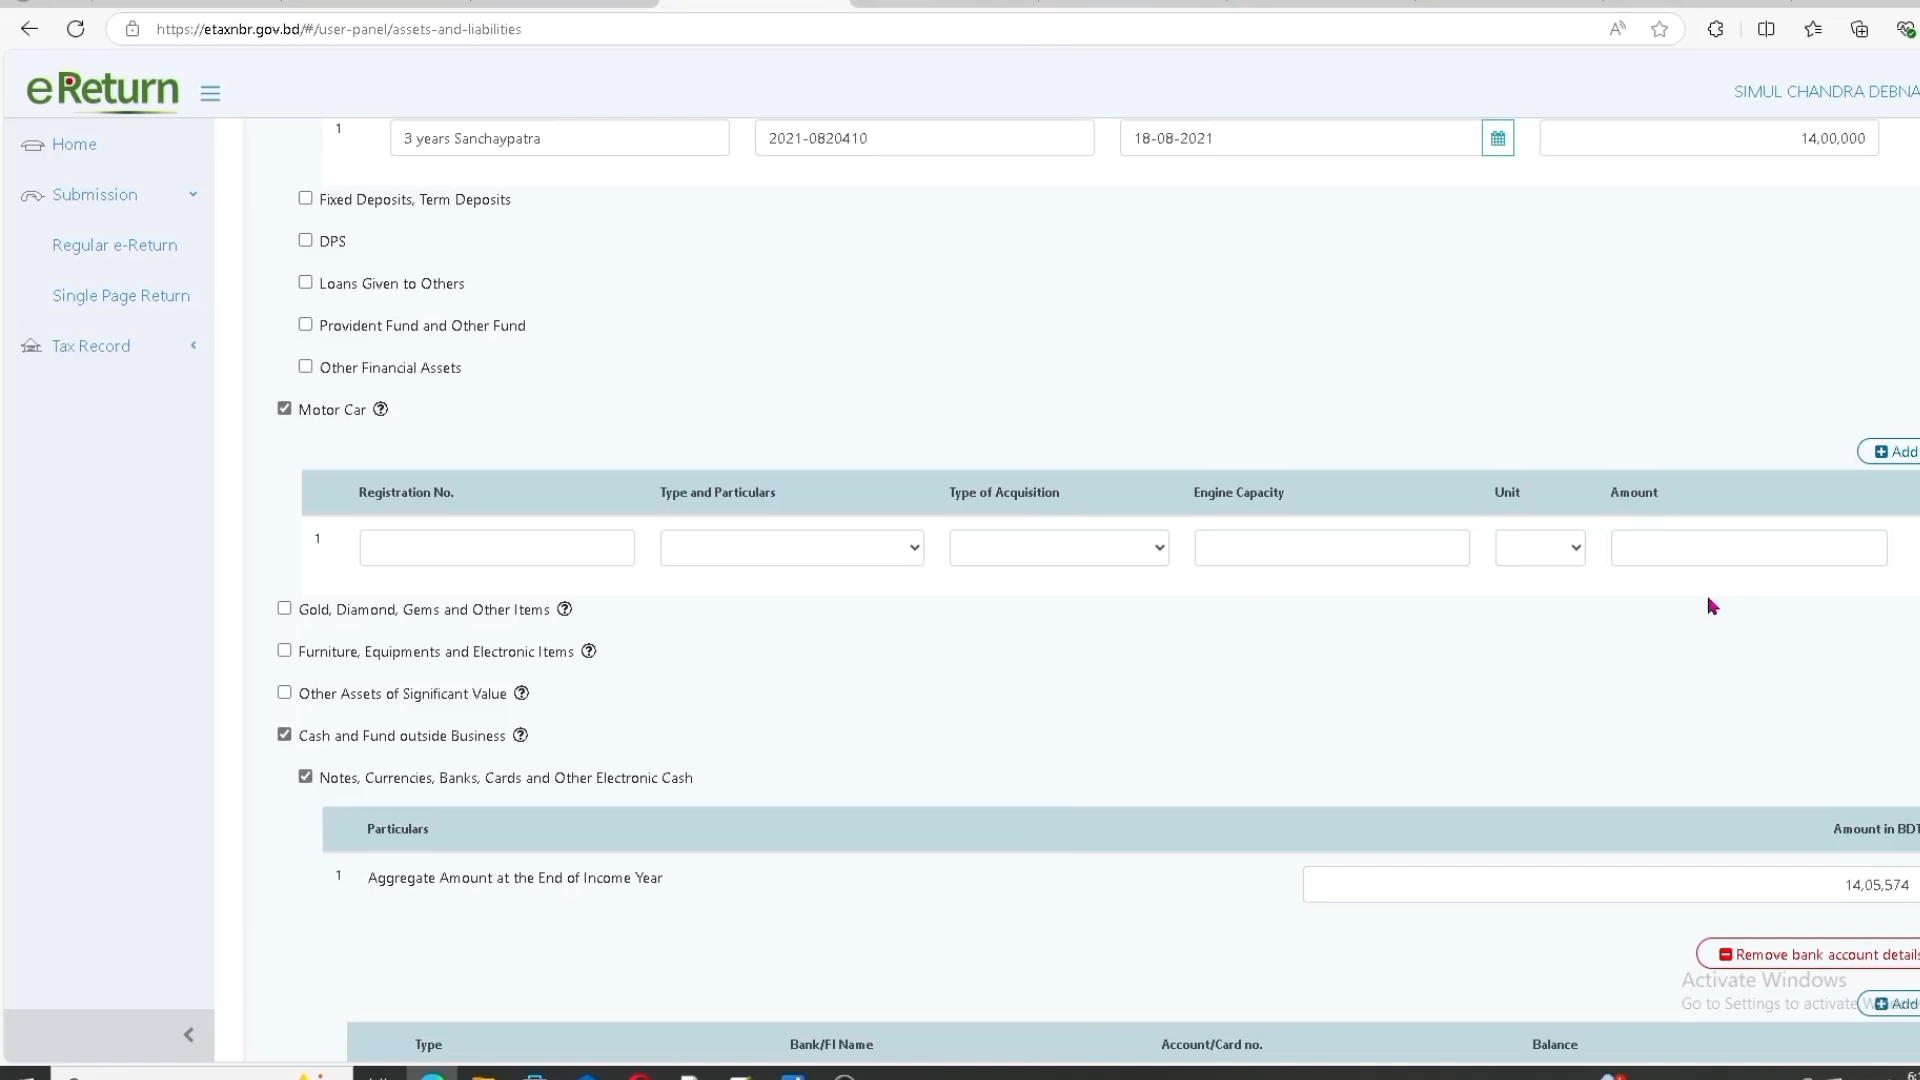 https://etaxnbr.gov.bd/#/user-panel/assets-and-liabilities
eReturn
SIMUL CHANDRA DEBNA
Home
Submission
Regular e-Return
Single Page Return
Tax Record
1 3 years Sanchaypatra 2021-0820410 18-08-2021 14,00,000
Fixed Deposits, Term Deposits
DPS
Loans Given to Others
Provident Fund and Other Fund
Other Financial Assets
Motor Car
Add
Registration No. Type and Particulars Type of Acquisition Engine Capacity Unit Amount
1
Gold, Diamond, Gems and Other Items
Furniture, Equipments and Electronic Items
Other Assets of Significant Value
Cash and Fund outside Business
Notes, Currencies, Banks, Cards and Other Electronic Cash
Particulars Amount in BDT
1 Aggregate Amount at the End of Income Year 14,05,574
Remove bank account details
Activate Windows
Go to Settings to activate
Add
Type Bank/FI Name Account/Card no. Balance